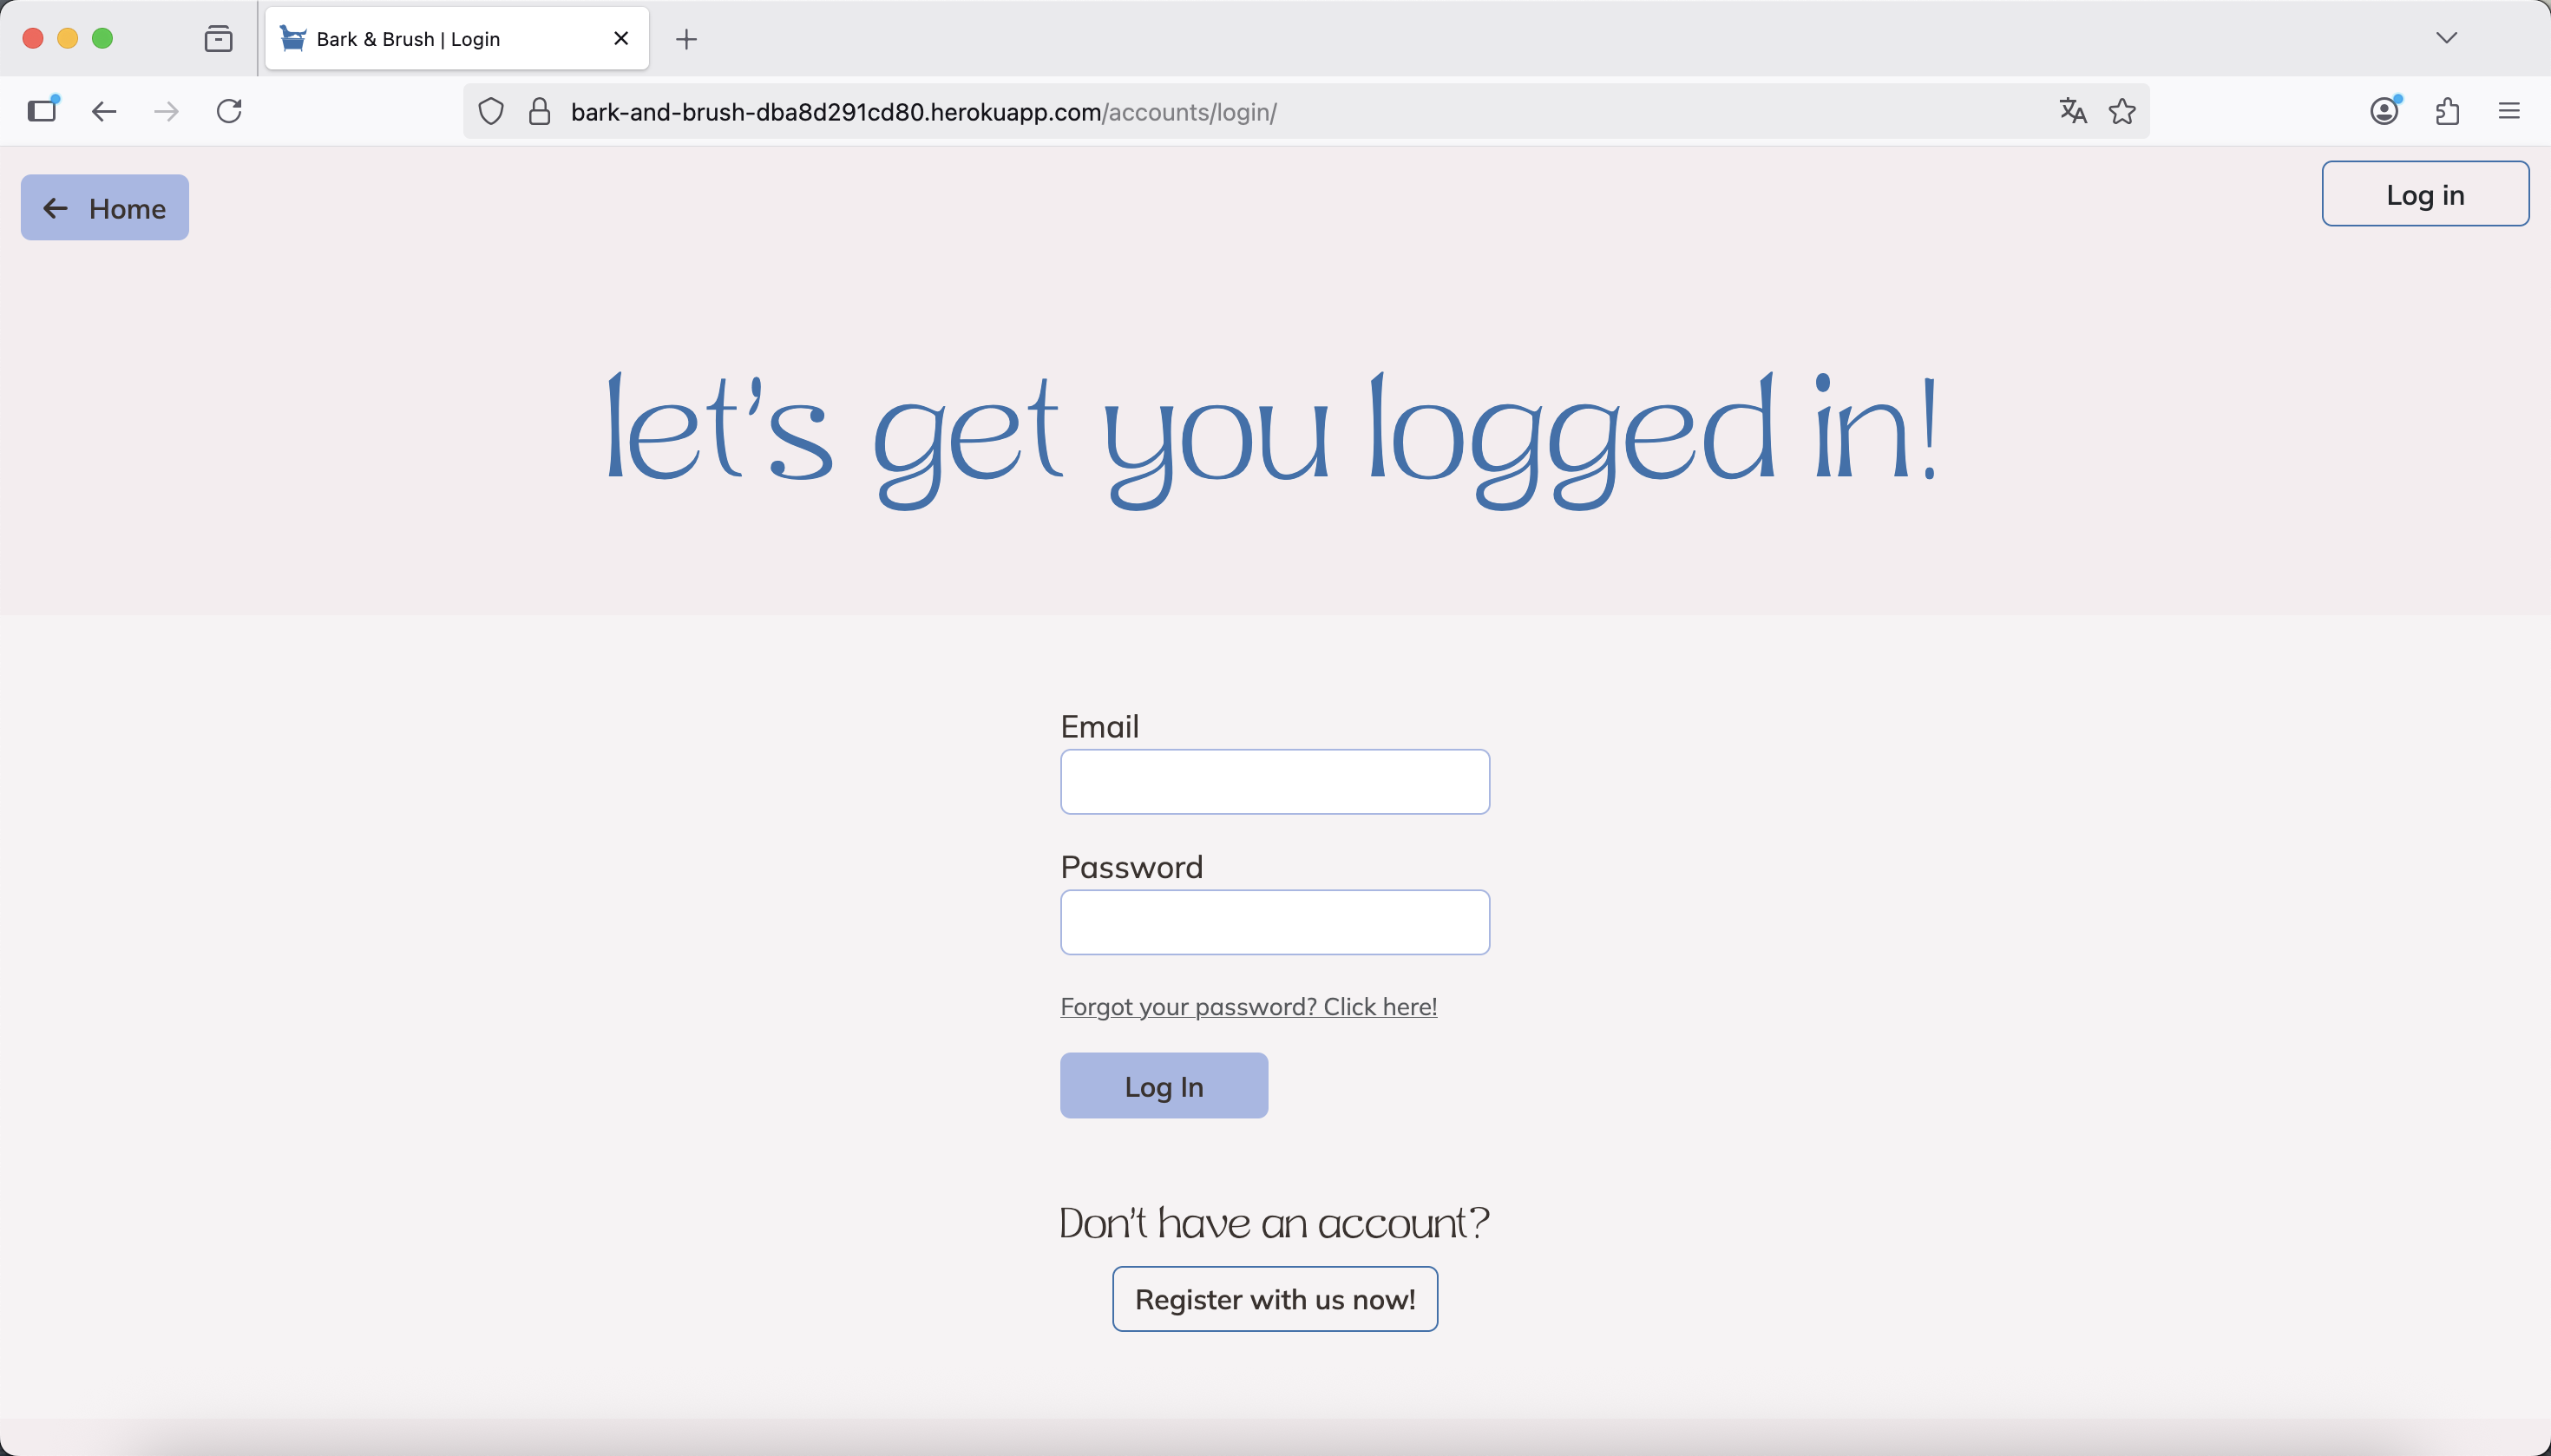 Bark & Brush | Login
bark-and-brush-dba8d291cd80.herokuapp.com/accounts/login/
Home
Log in
let's get you logged in!
Email
Password
Forgot your password? Click here!
Log In
Don't have an account?
Register with us now!